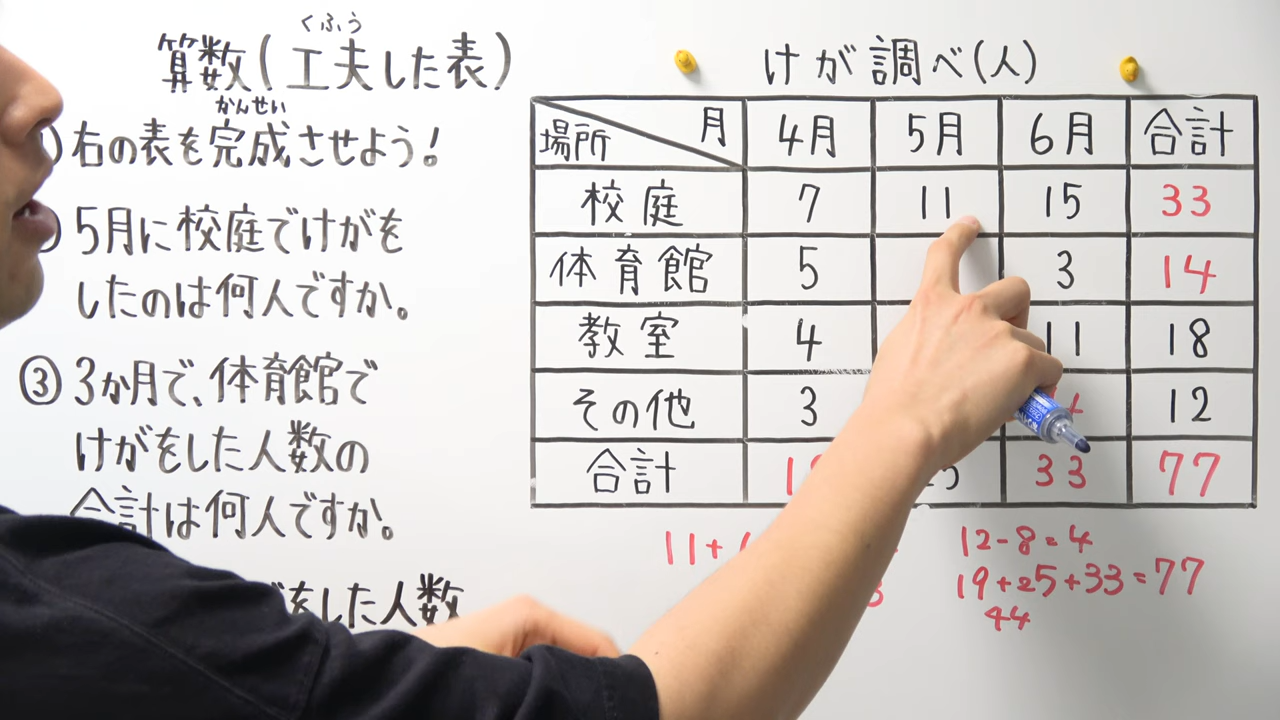 算数(工夫した表)
くふう
右の表を完成させよう!
かんせい
5月に校庭でけがを
したのは何人ですか。
③ 3か月で、体育館で
けがをした人数の
合計は何人ですか。
をした人数
けが調べ(人)
場所 月 4月 5月 6月 合計
校庭 7 11 15 33
体育館 5 3 14
教室 4 11 18
その他 3 12
合計 33 77
11+
12-8=4
19+25+33=77
44